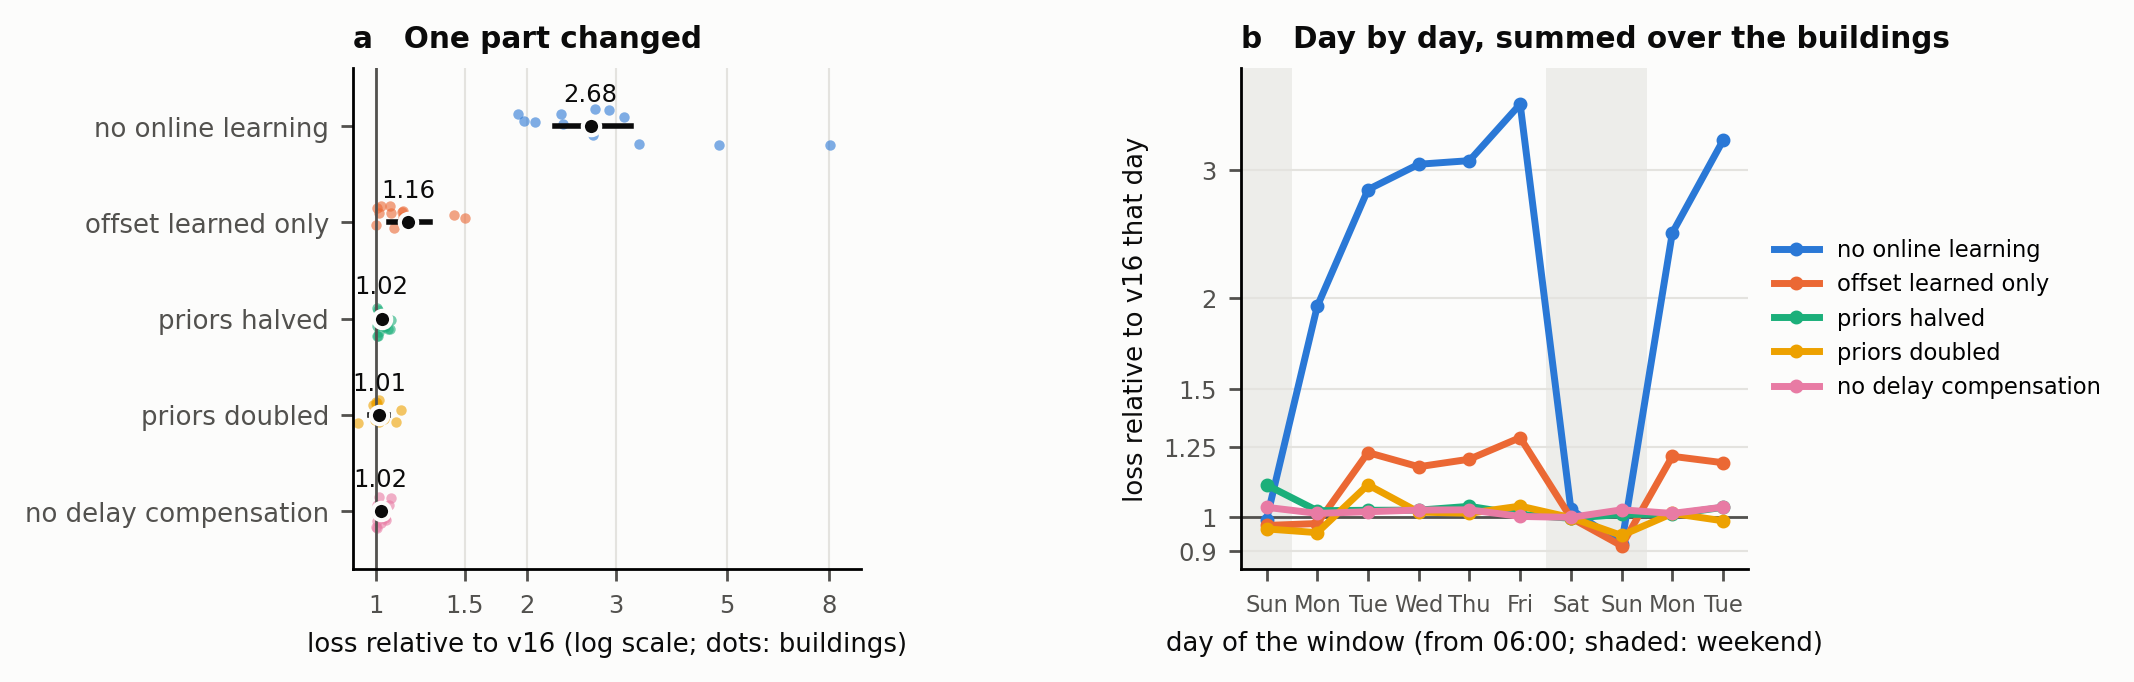 a One part changed
no online learning
offset learned only
priors halved
priors doubled
no delay compensation
2.68
1.16
1.02
1.01
1.02
1 1.5 2 3 5 8
loss relative to v16 (log scale; dots: buildings)
b Day by day, summed over the buildings
loss relative to v16 that day
3
2
1.5
1.25
1
0.9
Sun Mon Tue Wed Thu Fri Sat Sun Mon Tue
day of the window (from 06:00; shaded: weekend)
no online learning
offset learned only
priors halved
priors doubled
no delay compensation